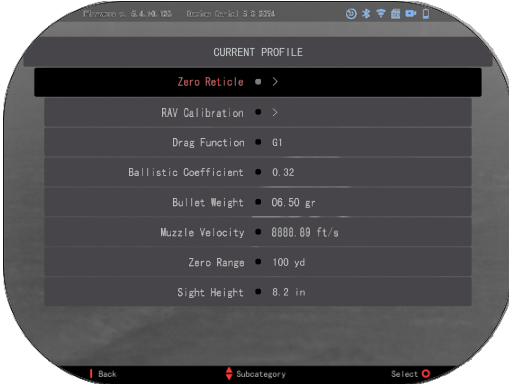 CURRENT PROFILE
Zero Reticle >
RAV Calibration >
Drag Function G1
Ballistic Coefficient 0.32
Bullet Weight 06.50 gr
Muzzle Velocity 8888.89 ft/s
Zero Range 100 yd
Sight Height 8.2 in
Back Subcategory Select